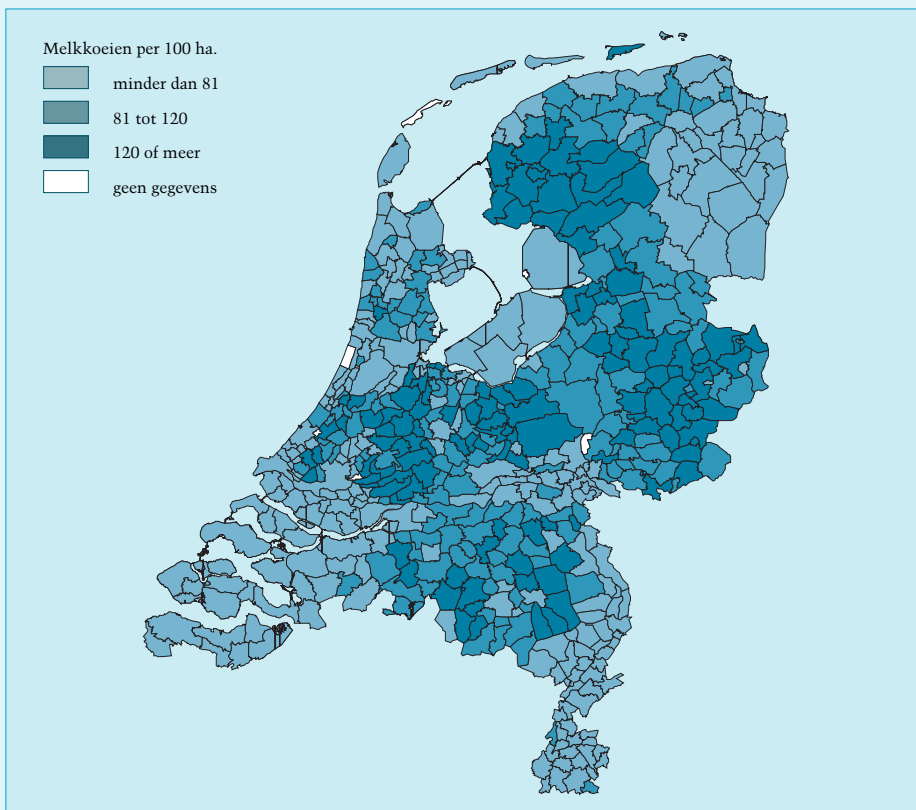 Melkkoeien per 100 ha.
minder dan 81
81 tot 120
120 of meer
geen gegevens